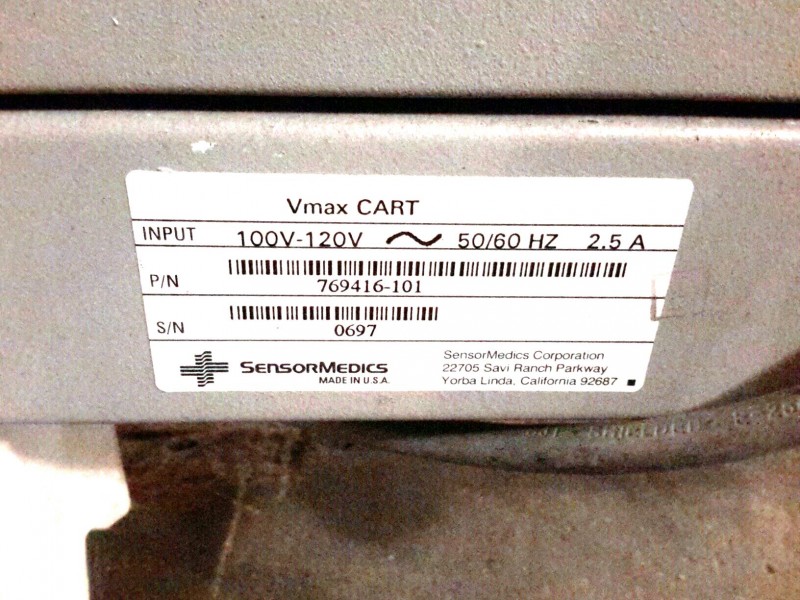 Vmax CART
INPUT 100V-120V ~ 50/60 HZ 2.5 A
P/N 769416-101
S/N 0697
SENSORMEDICS
MADE IN U.S.A.
SensorMedics Corporation
22705 Savi Ranch Parkway
Yorba Linda, California 92687
SHIELDED